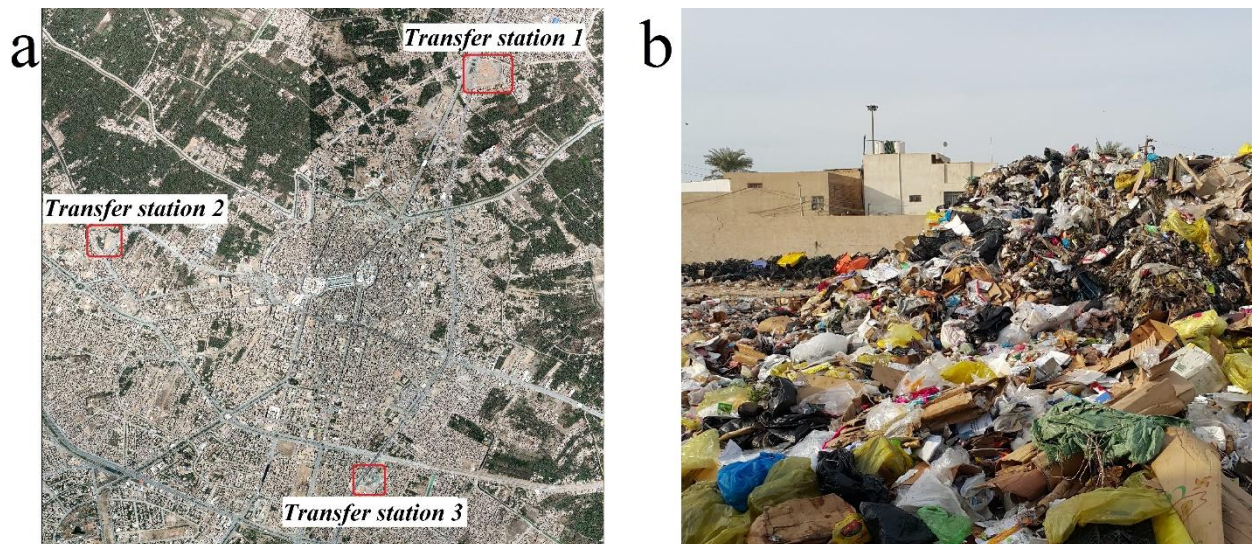 a
Transfer station 1
Transfer station 2
Transfer station 3
b